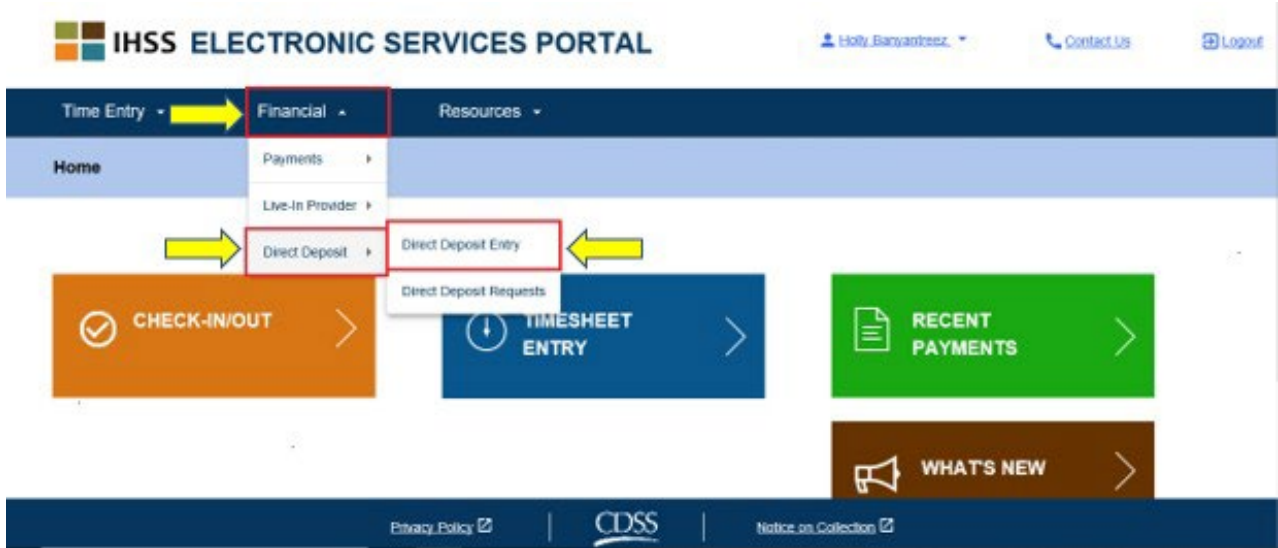 IHSS ELECTRONIC SERVICES PORTAL
Holly Banyantreez
Contact Us
Logout
Time Entry
Financial
Resources
Home
Payments
Live-In Provider
Direct Deposit
Direct Deposit Entry
Direct Deposit Requests
CHECK-IN/OUT
TIMESHEET
ENTRY
RECENT
PAYMENTS
WHAT'S NEW
Privacy Policy
CDSS
Notice on Collection